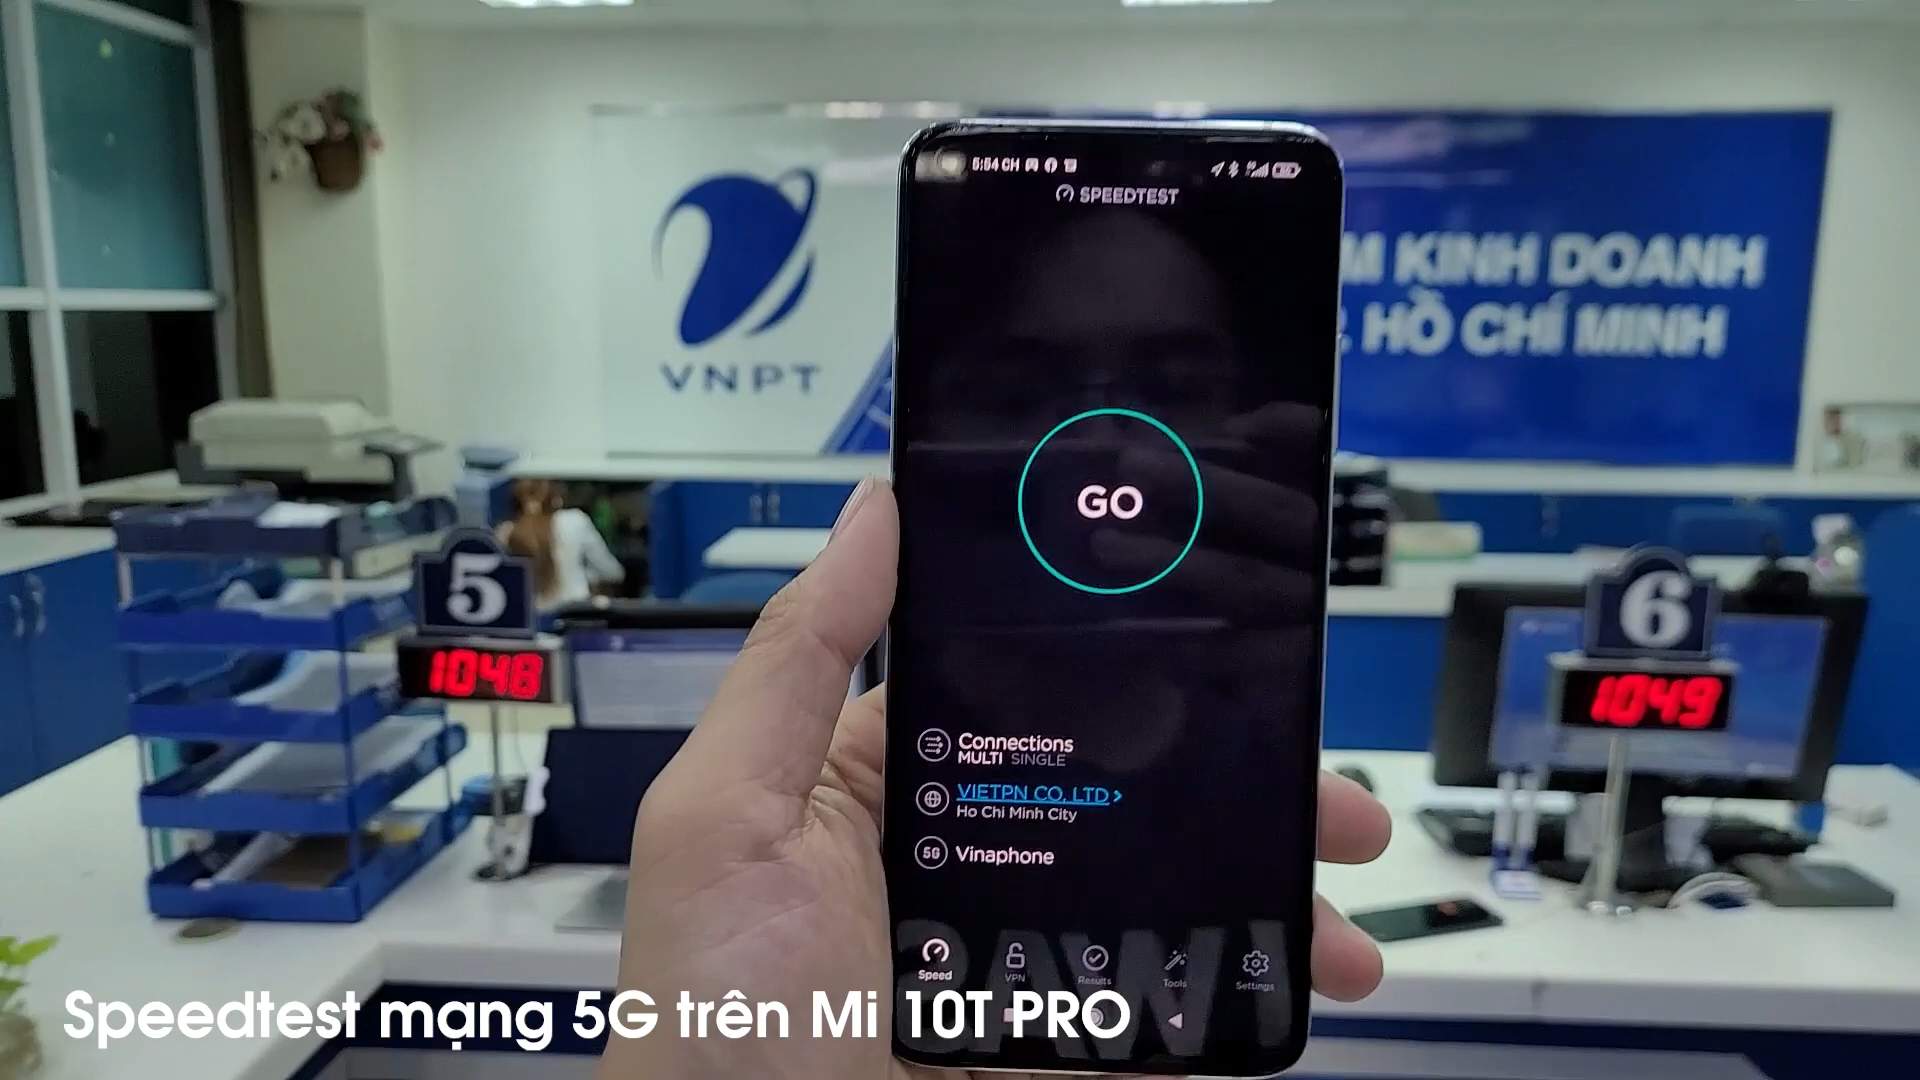 5:54 CH
SPEEDTEST
VNPT
M KINH DOANH
HỒ CHÍ MINH
GO
5
1048
6
1049
Connections
MULTI SINGLE
VIETPN CO. LTD >
Ho Chi Minh City
5G Vinaphone
Speed VPN Results Tools Settings
Speedtest mạng 5G trên Mi 10T PRO